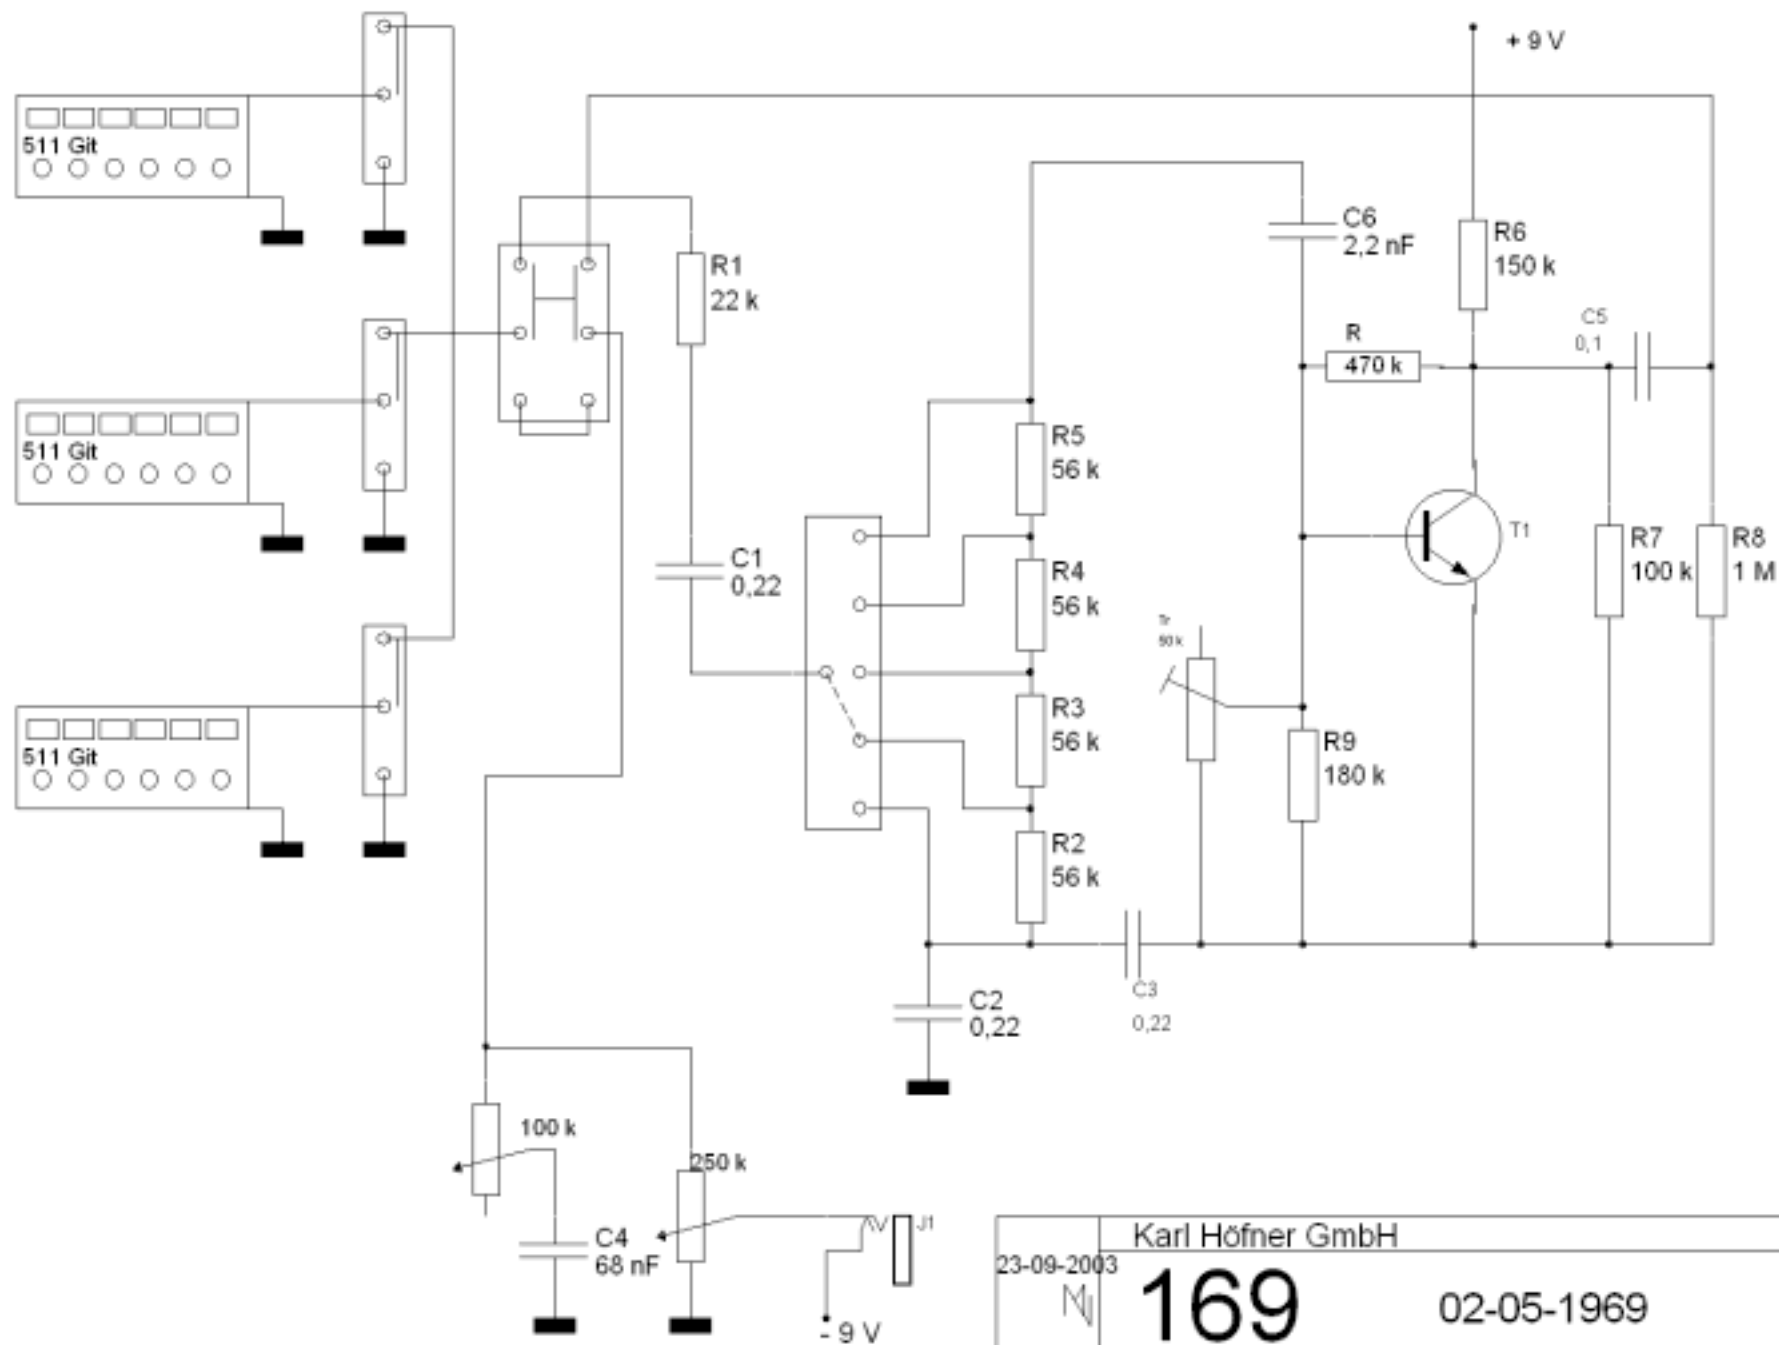 + 9 V
511 Git
C6
2,2 nF
R6
150 k
R1
22 k
C5
0,1
R
470 k
511 Git
R5
56 k
T1
R7
100 k
R8
1 M
C1
0,22
R4
56 k
Tr
50 k
R3
56 k
R9
180 k
511 Git
R2
56 k
C3
0,22
C2
0,22
100 k
250 k
C4
68 nF
J1
- 9 V
Karl Höfner GmbH
23-09-2003
169
02-05-1969